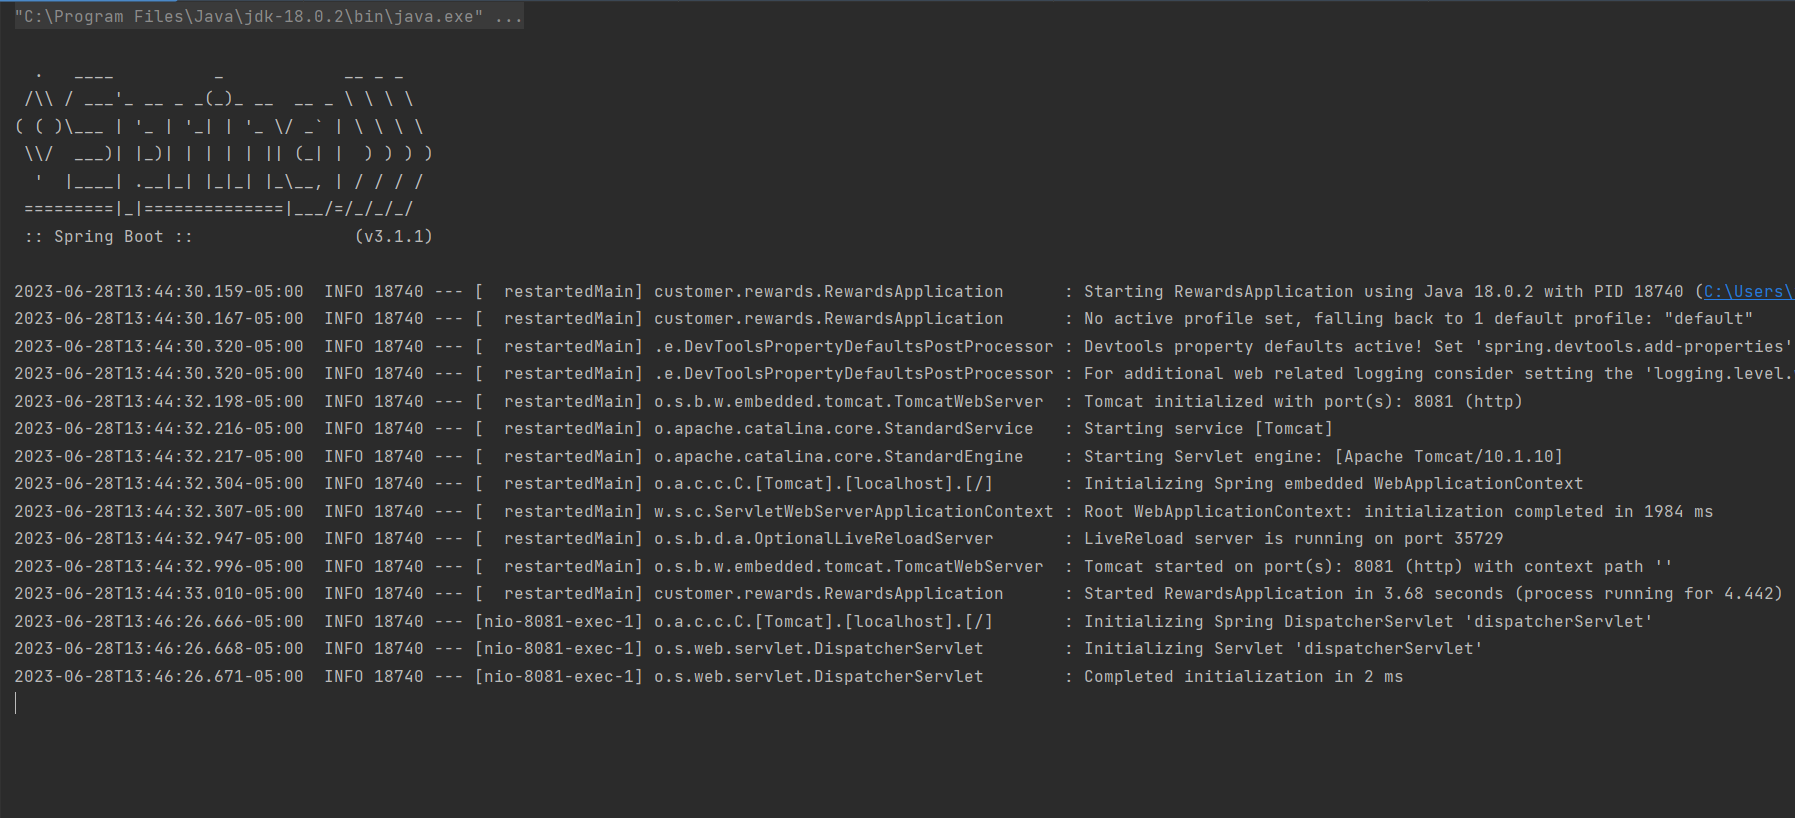 "C:\Program Files\Java\jdk-18.0.2\bin\java.exe" ...
  .   ____          _            __ _ _
 /\\ / ___'_ __ _ _(_)_ __  __ _ \ \ \ \
( ( )\___ | '_ | '_| | '_ \/ _` | \ \ \ \
 \\/  ___)| |_)| | | | | || (_| |  ) ) ) )
  '  |____| .__|_| |_|_| |_\__, | / / / /
 =========|_|==============|___/=/_/_/_/
 :: Spring Boot ::                (v3.1.1)
2023-06-28T13:44:30.159-05:00  INFO 18740 --- [  restartedMain] customer.rewards.RewardsApplication      : Starting RewardsApplication using Java 18.0.2 with PID 18740 (C:\Users\
2023-06-28T13:44:30.167-05:00  INFO 18740 --- [  restartedMain] customer.rewards.RewardsApplication      : No active profile set, falling back to 1 default profile: "default"
2023-06-28T13:44:30.320-05:00  INFO 18740 --- [  restartedMain] .e.DevToolsPropertyDefaultsPostProcessor : Devtools property defaults active! Set 'spring.devtools.add-properties'
2023-06-28T13:44:30.320-05:00  INFO 18740 --- [  restartedMain] .e.DevToolsPropertyDefaultsPostProcessor : For additional web related logging consider setting the 'logging.level.
2023-06-28T13:44:32.198-05:00  INFO 18740 --- [  restartedMain] o.s.b.w.embedded.tomcat.TomcatWebServer  : Tomcat initialized with port(s): 8081 (http)
2023-06-28T13:44:32.216-05:00  INFO 18740 --- [  restartedMain] o.apache.catalina.core.StandardService   : Starting service [Tomcat]
2023-06-28T13:44:32.217-05:00  INFO 18740 --- [  restartedMain] o.apache.catalina.core.StandardEngine    : Starting Servlet engine: [Apache Tomcat/10.1.10]
2023-06-28T13:44:32.304-05:00  INFO 18740 --- [  restartedMain] o.a.c.c.C.[Tomcat].[localhost].[/]       : Initializing Spring embedded WebApplicationContext
2023-06-28T13:44:32.307-05:00  INFO 18740 --- [  restartedMain] w.s.c.ServletWebServerApplicationContext : Root WebApplicationContext: initialization completed in 1984 ms
2023-06-28T13:44:32.947-05:00  INFO 18740 --- [  restartedMain] o.s.b.d.a.OptionalLiveReloadServer       : LiveReload server is running on port 35729
2023-06-28T13:44:32.996-05:00  INFO 18740 --- [  restartedMain] o.s.b.w.embedded.tomcat.TomcatWebServer  : Tomcat started on port(s): 8081 (http) with context path ''
2023-06-28T13:44:33.010-05:00  INFO 18740 --- [  restartedMain] customer.rewards.RewardsApplication      : Started RewardsApplication in 3.68 seconds (process running for 4.442)
2023-06-28T13:46:26.666-05:00  INFO 18740 --- [nio-8081-exec-1] o.a.c.c.C.[Tomcat].[localhost].[/]       : Initializing Spring DispatcherServlet 'dispatcherServlet'
2023-06-28T13:46:26.668-05:00  INFO 18740 --- [nio-8081-exec-1] o.s.web.servlet.DispatcherServlet        : Initializing Servlet 'dispatcherServlet'
2023-06-28T13:46:26.671-05:00  INFO 18740 --- [nio-8081-exec-1] o.s.web.servlet.DispatcherServlet        : Completed initialization in 2 ms